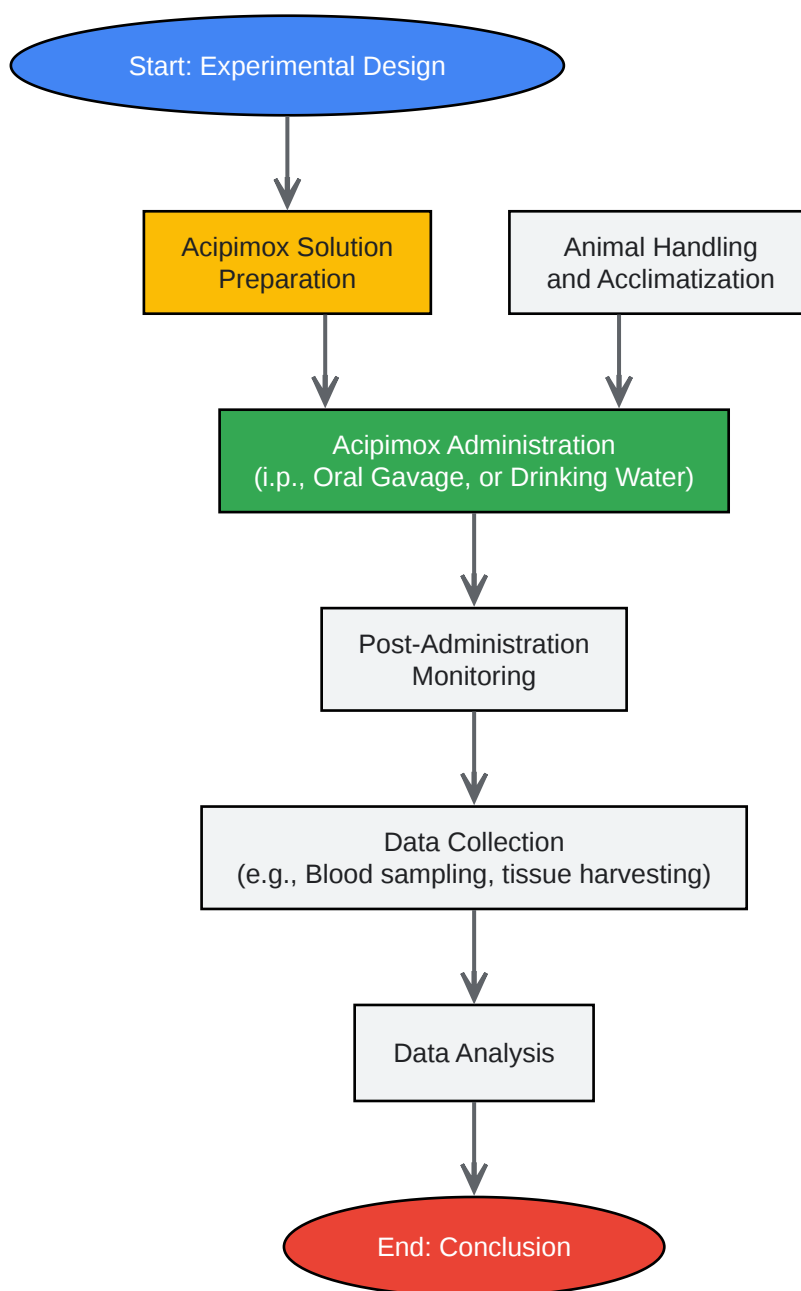 Start: Experimental Design
Acipimox Solution
Preparation
Animal Handling
and Acclimatization
Acipimox Administration
(i.p., Oral Gavage, or Drinking Water)
Post-Administration
Monitoring
Data Collection
(e.g., Blood sampling, tissue harvesting)
Data Analysis
End: Conclusion